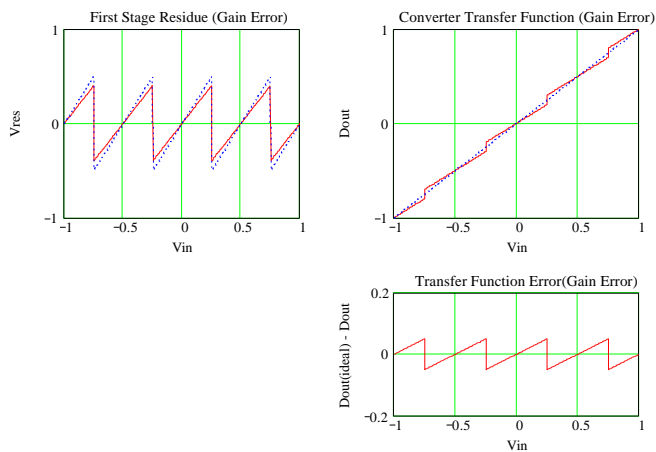 First Stage Residue (Gain Error)
Vres
1
0
−1
−1
−0.5
0
0.5
1
Vin
Converter Transfer Function (Gain Error)
Dout
1
0
−1
−1
−0.5
0
0.5
1
Vin
Transfer Function Error(Gain Error)
Dout(ideal) - Dout
0.2
0
−0.2
−1
−0.5
0
0.5
1
Vin